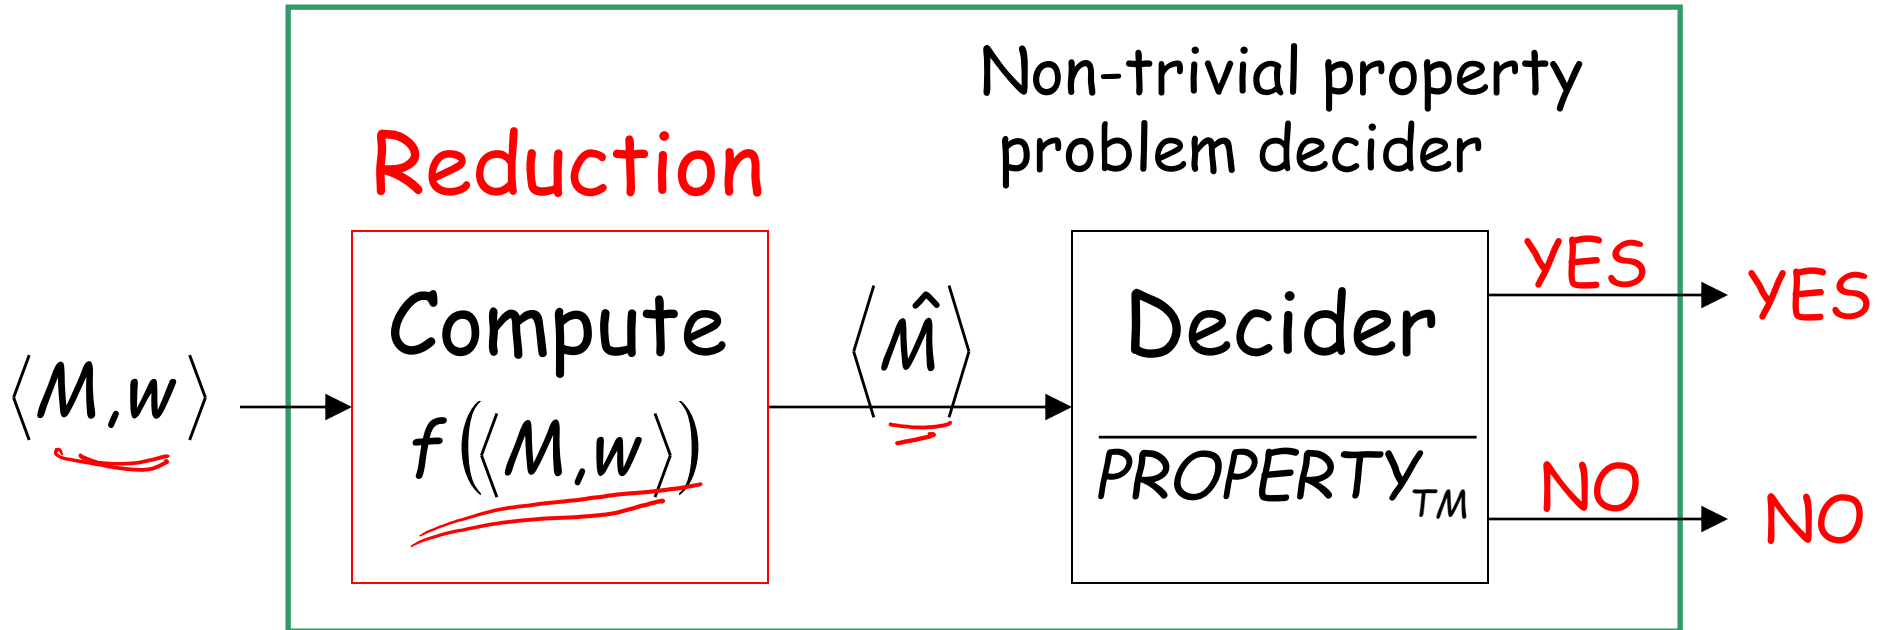 Non-trivial property
problem decider
Reduction
YES
YES
Compute
⟨M̂⟩
Decider
⟨M,w⟩
f(⟨M,w⟩)
PROPERTY_TM
NO
NO